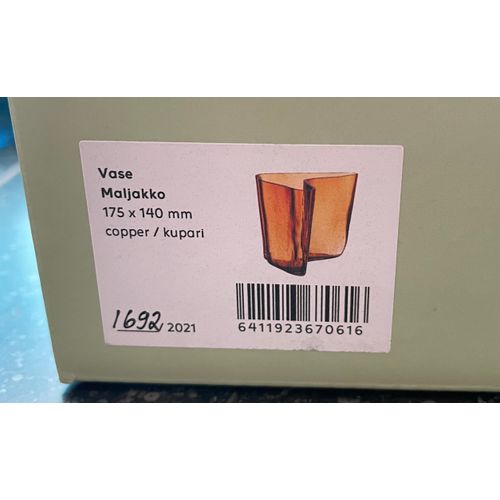 Vase
Maljakko
175 x 140 mm
copper / kupari
1692 2021
6411923670616